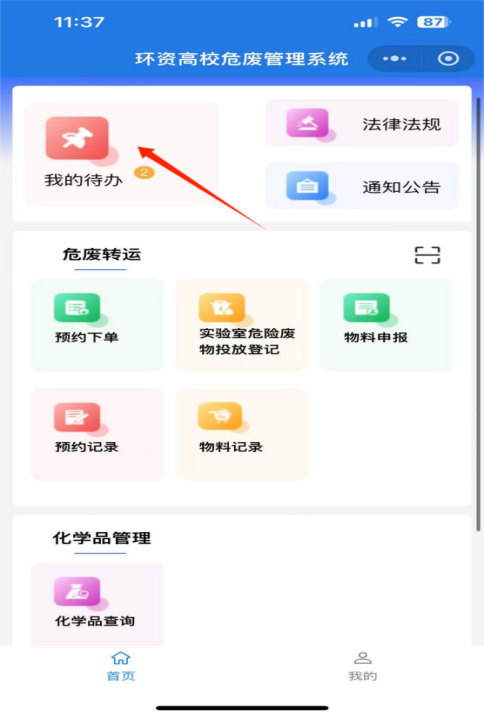 11:37
87
环资高校危废管理系统
我的待办
2
法律法规
通知公告
危废转运
预约下单
实验室危险废
物投放登记
物料申报
预约记录
物料记录
化学品管理
化学品查询
首页
我的